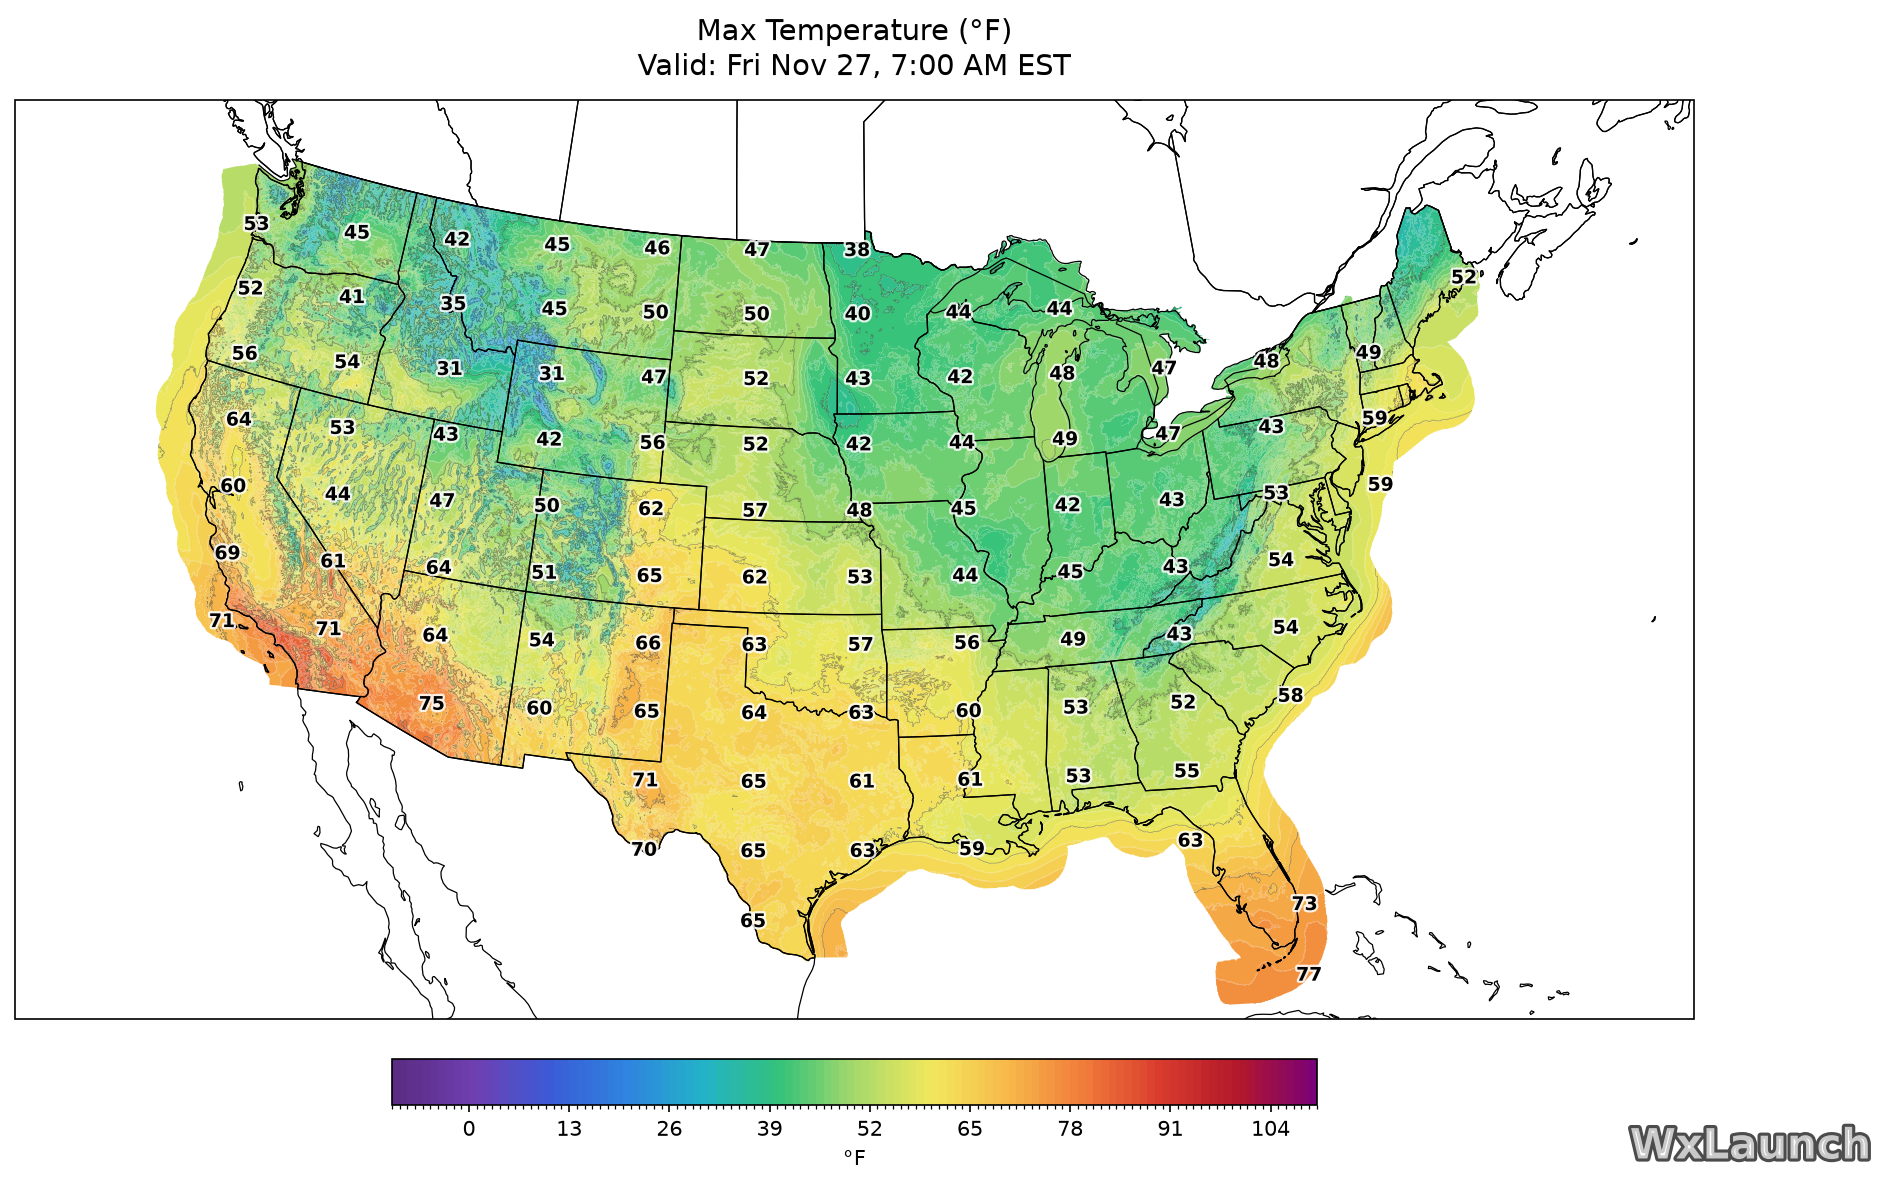 Max Temperature (°F)
Valid: Fri Nov 27, 7:00 AM EST
53 45 42 45 46 47 38
52 41 35 45 50 50 40 44 44 52
56 54 31 31 47 52 43 42 48 47 48 49
64 53 43 42 56 52 42 44 49 47 43 59
60 44 47 50 62 57 48 45 42 43 53 59
69 61 64 51 65 62 53 44 45 43 54
71 71 64 54 66 63 57 56 49 43 54
75 60 65 64 63 60 53 52 58
71 65 61 61 53 55
70 65 63 59 63
65 73
77
0 13 26 39 52 65 78 91 104
°F
WxLaunch